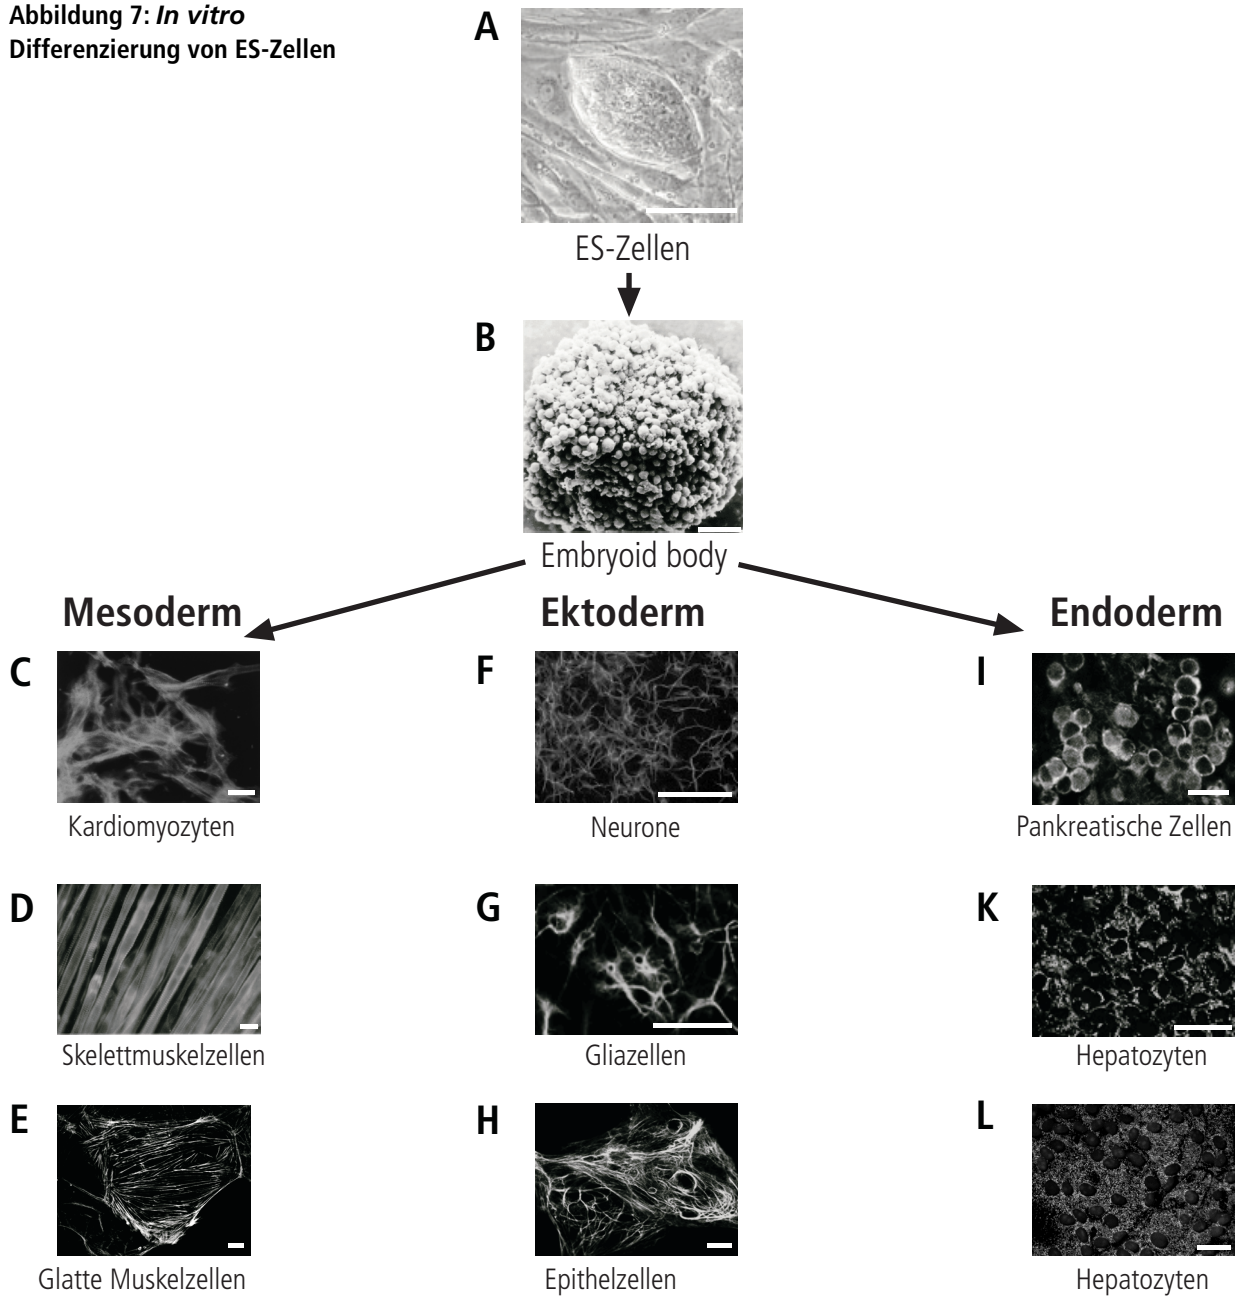 Abbildung 7: In vitro
Differenzierung von ES-Zellen
A
ES-Zellen
B
Embryoid body
Mesoderm
Ektoderm
Endoderm
C
Kardiomyozyten
F
Neurone
I
Pankreatische Zellen
D
Skelettmuskelzellen
G
Gliazellen
K
Hepatozyten
E
Glatte Muskelzellen
H
Epithelzellen
L
Hepatozyten